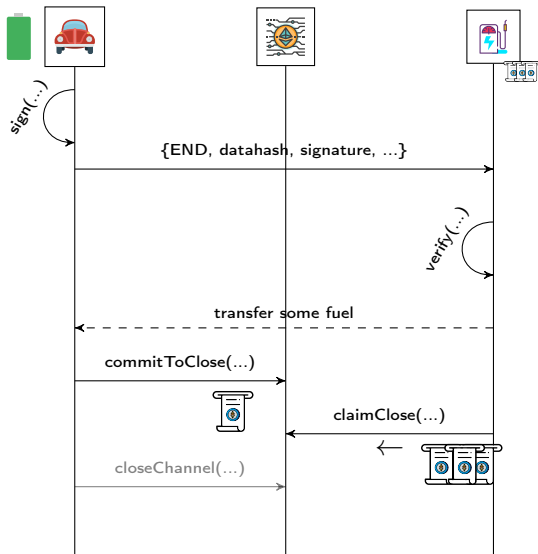 sign(...)
{END, datahash, signature, ...}
verify(...)
transfer some fuel
commitToClose(...)
claimClose(...)
closeChannel(...)